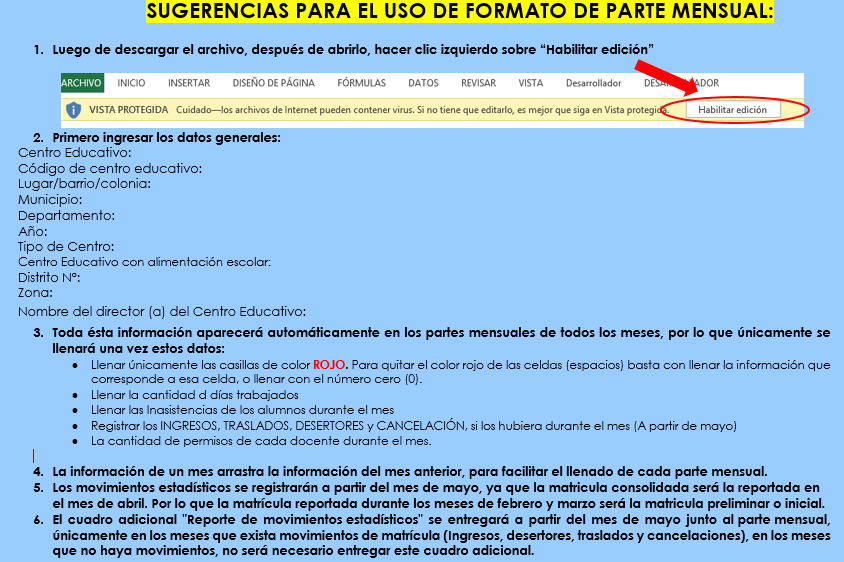 SUGERENCIAS PARA EL USO DE FORMATO DE PARTE MENSUAL:
1. Luego de descargar el archivo, después de abrirlo, hacer clic izquierdo sobre “Habilitar edición”
ARCHIVO INICIO INSERTAR DISEÑO DE PÁGINA FÓRMULAS DATOS REVISAR VISTA Desarrollador
VISTA PROTEGIDA Cuidado—los archivos de Internet pueden contener virus. Si no tiene que editarlo, es mejor que siga en Vista protegida. Habilitar edición
2. Primero ingresar los datos generales:
Centro Educativo:
Código de centro educativo:
Lugar/barrio/colonia:
Municipio:
Departamento:
Año:
Tipo de Centro:
Centro Educativo con alimentación escolar:
Distrito Nº:
Zona:
Nombre del director (a) del Centro Educativo:
3. Toda ésta información aparecerá automáticamente en los partes mensuales de todos los meses, por lo que únicamente se
llenará una vez estos datos:
• Llenar únicamente las casillas de color ROJO. Para quitar el color rojo de las celdas (espacios) basta con llenar la información que
corresponde a esa celda, o llenar con el número cero (0).
• Llenar la cantidad d días trabajados
• Llenar las Inasistencias de los alumnos durante el mes
• Registrar los INGRESOS, TRASLADOS, DESERTORES y CANCELACIÓN, si los hubiera durante el mes (A partir de mayo)
• La cantidad de permisos de cada docente durante el mes.
4. La información de un mes arrastra la información del mes anterior, para facilitar el llenado de cada parte mensual.
5. Los movimientos estadísticos se registrarán a partir del mes de mayo, ya que la matricula consolidada será la reportada en
el mes de abril. Por lo que la matrícula reportada durante los meses de febrero y marzo será la matricula preliminar o inicial.
6. El cuadro adicional "Reporte de movimientos estadísticos" se entregará a partir del mes de mayo junto al parte mensual,
únicamente en los meses que exista movimientos de matrícula (Ingresos, desertores, traslados y cancelaciones), en los meses
que no haya movimientos, no será necesario entregar este cuadro adicional.